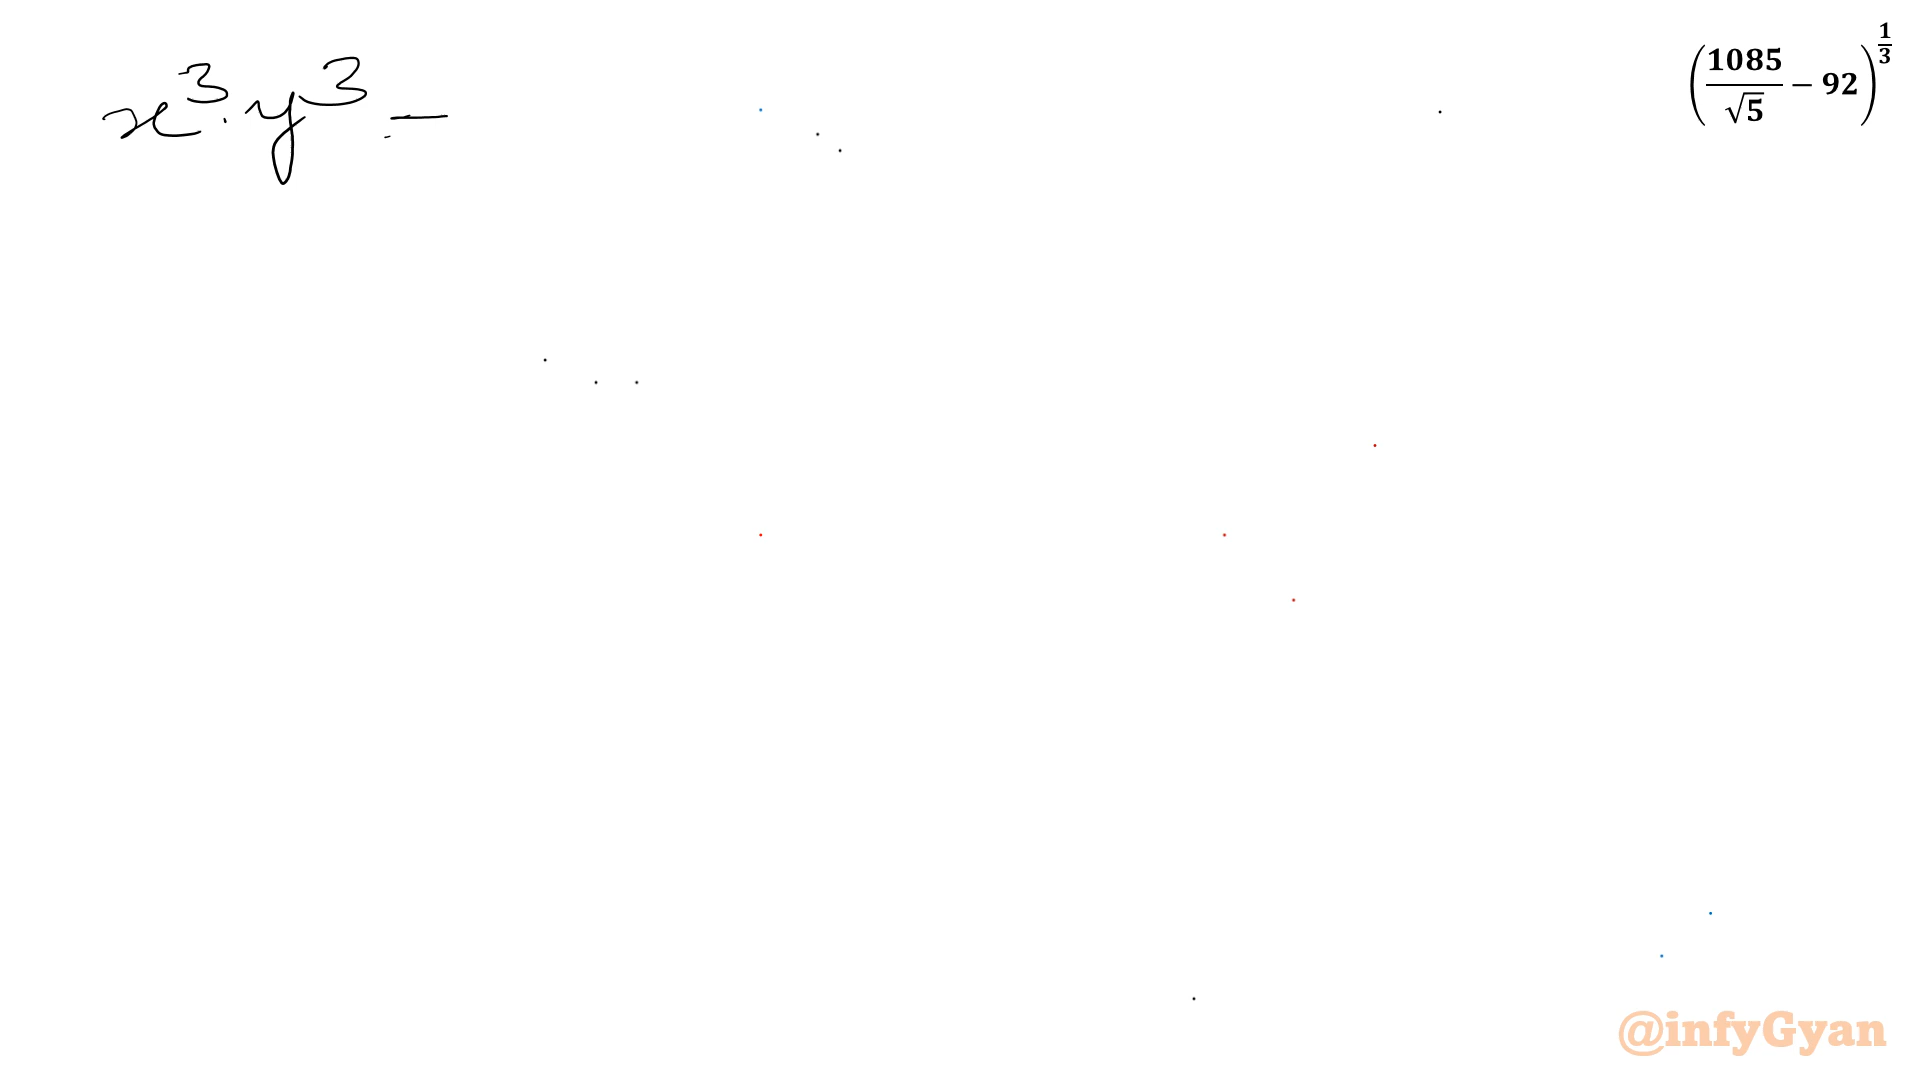 x³·y³ =
(1085/√5 − 92)^(1/3)
@infyGyan